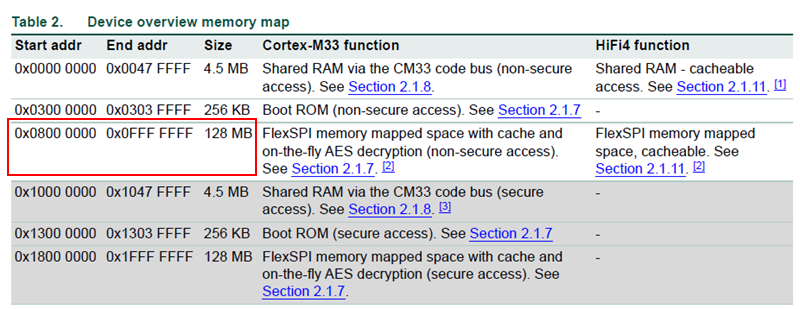 Table 2. Device overview memory map
Start addr End addr Size Cortex-M33 function HiFi4 function
0x0000 0000 0x0047 FFFF 4.5 MB Shared RAM via the CM33 code bus (non-secure Shared RAM - cacheable
access). See Section 2.1.8. access. See Section 2.1.11. [1]
0x0300 0000 0x0303 FFFF 256 KB Boot ROM (non-secure access). See Section 2.1.7 -
0x0800 0000 0x0FFF FFFF 128 MB FlexSPI memory mapped space with cache and FlexSPI memory mapped
on-the-fly AES decryption (non-secure access). space, cacheable. See
See Section 2.1.7. [2] Section 2.1.11. [2]
0x1000 0000 0x1047 FFFF 4.5 MB Shared RAM via the CM33 code bus (secure -
access). See Section 2.1.8. [3]
0x1300 0000 0x1303 FFFF 256 KB Boot ROM (secure access). See Section 2.1.7 -
0x1800 0000 0x1FFF FFFF 128 MB FlexSPI memory mapped space with cache and -
on-the-fly AES decryption (secure access). See
Section 2.1.7.